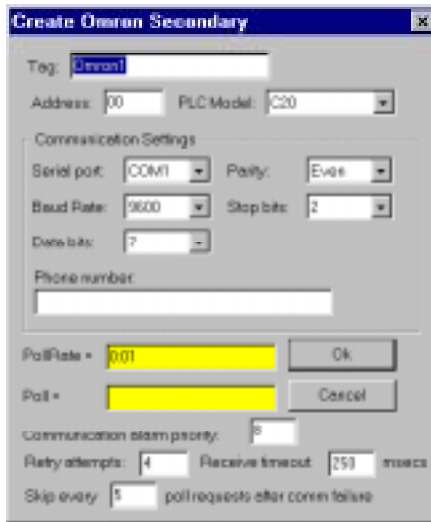 Create Omron Secondary
Tag: Omron1
Address: 00 PLC Model: C20
Communication Settings
Serial port: COM1 Parity: Even
Baud Rate: 9600 Stop bits: 2
Data bits: 7
Phone number:
PollRate = 0:01 Ok
Poll = Cancel
Communication alarm priority: 8
Retry attempts: 4 Receive timeout: 250 msecs
Skip every 5 poll requests after comm failure